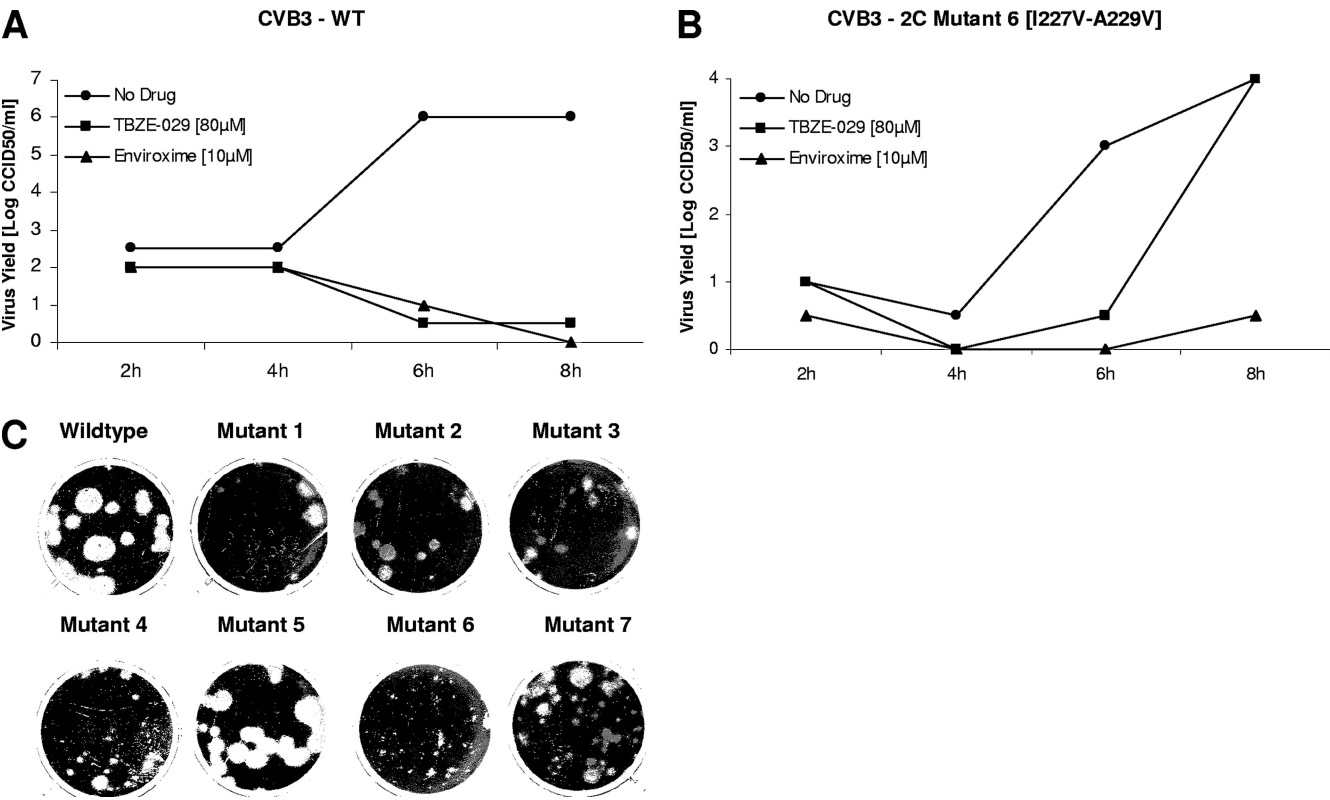 A
CVB3 - WT
Virus Yield [Log CCID50/ml]
7
6
5
4
3
2
1
0
No Drug
TBZE-029 [80µM]
Enviroxime [10µM]
2h 4h 6h 8h
B
CVB3 - 2C Mutant 6 [I227V-A229V]
Virus Yield [Log CCID50/ml]
4
3
2
1
0
No Drug
TBZE-029 [80µM]
Enviroxime [10µM]
2h 4h 6h 8h
C
Wildtype Mutant 1 Mutant 2 Mutant 3
Mutant 4 Mutant 5 Mutant 6 Mutant 7